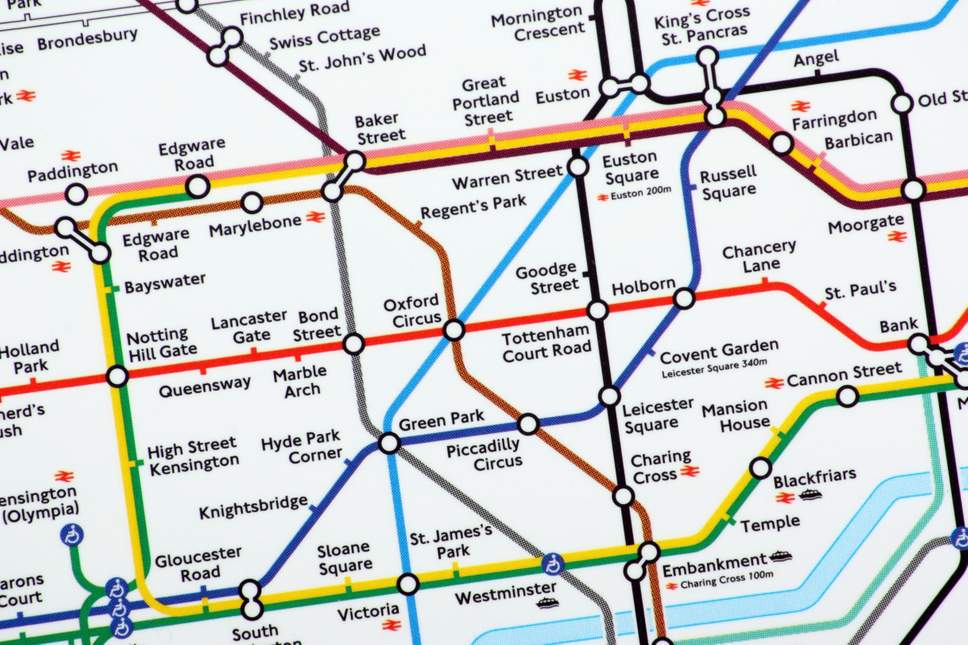 Park
Finchley Road
Swiss Cottage
St. John's Wood
Brondesbury
Mornington
Crescent
King's Cross
St. Pancras
Angel
Euston
Old St
Great
Portland
Street
Baker
Street
Farringdon
Barbican
Vale
Paddington
Edgware
Road
Warren Street
Euston
Square
Euston 200m
Russell
Square
Moorgate
Regent's Park
Marylebone
Edgware
Road
ddington
Bayswater
Goodge
Street
Holborn
Chancery
Lane
St. Paul's
Bank
Oxford
Circus
Bond
Street
Lancaster
Gate
Notting
Hill Gate
Holland
Park
Queensway
Marble
Arch
Tottenham
Court Road
Covent Garden
Leicester Square 340m
Cannon Street
Mansion
House
Leicester
Square
Green Park
Piccadilly
Circus
Hyde Park
Corner
High Street
Kensington
herd's
ush
Charing
Cross
Blackfriars
Temple
Knightsbridge
ensington
(Olympia)
Gloucester
Road
Sloane
Square
St. James's
Park
Embankment
Charing Cross 100m
Westminster
Victoria
South
arons
Court